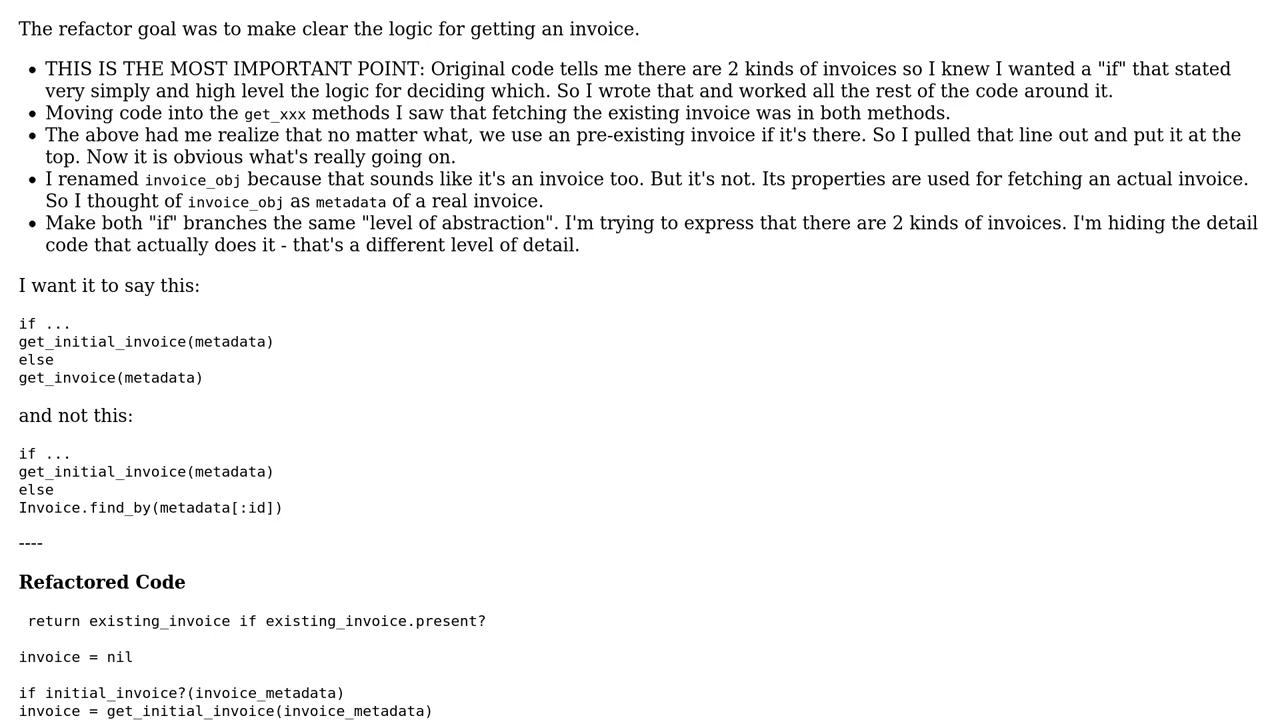 The refactor goal was to make clear the logic for getting an invoice.
• THIS IS THE MOST IMPORTANT POINT: Original code tells me there are 2 kinds of invoices so I knew I wanted a "if" that stated
very simply and high level the logic for deciding which. So I wrote that and worked all the rest of the code around it.
• Moving code into the get_xxx methods I saw that fetching the existing invoice was in both methods.
• The above had me realize that no matter what, we use an pre-existing invoice if it's there. So I pulled that line out and put it at the
top. Now it is obvious what's really going on.
• I renamed invoice_obj because that sounds like it's an invoice too. But it's not. Its properties are used for fetching an actual invoice.
So I thought of invoice_obj as metadata of a real invoice.
• Make both "if" branches the same "level of abstraction". I'm trying to express that there are 2 kinds of invoices. I'm hiding the detail
code that actually does it - that's a different level of detail.
I want it to say this:
if ...
get_initial_invoice(metadata)
else
get_invoice(metadata)
and not this:
if ...
get_initial_invoice(metadata)
else
Invoice.find_by(metadata[:id])
----
Refactored Code
return existing_invoice if existing_invoice.present?
invoice = nil
if initial_invoice?(invoice_metadata)
invoice = get_initial_invoice(invoice_metadata)